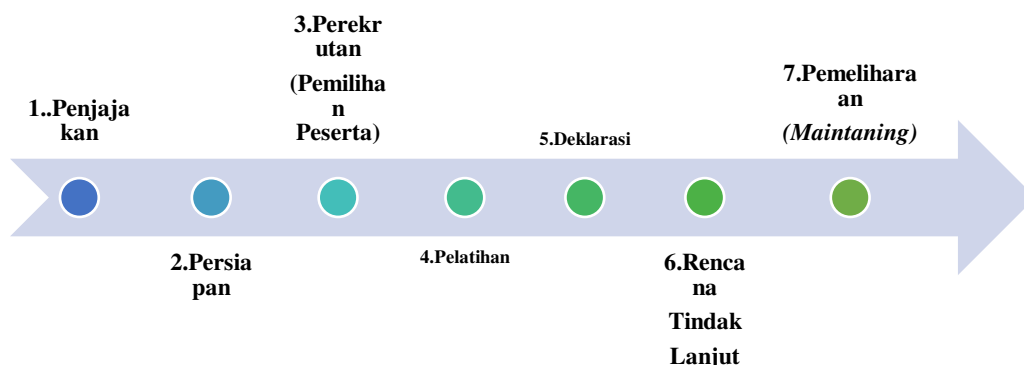 1..Penjaja
kan
2.Persia
pan
3.Perekr
utan
(Pemiliha
n
Peserta)
4.Pelatihan
5.Deklarasi
6.Renca
na
Tindak
Lanjut
7.Pemelihara
an
(Maintaning)